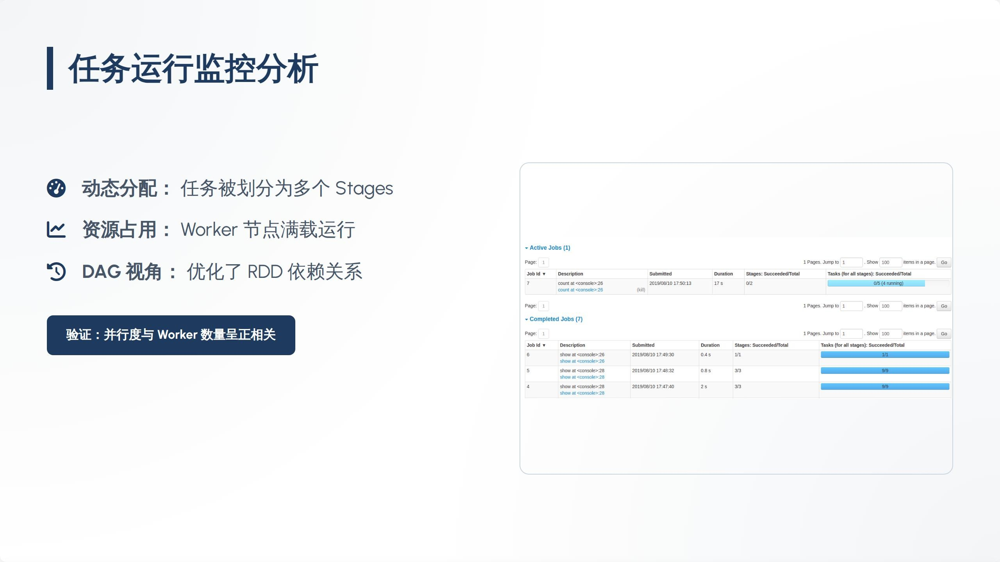 任务运行监控分析
动态分配： 任务被划分为多个 Stages
资源占用： Worker 节点满载运行
DAG 视角： 优化了 RDD 依赖关系
验证：并行度与 Worker 数量呈正相关
Active Jobs (1)
Page: 1 1 Pages. Jump to 1 . Show 100 items in a page. Go
Job Id ▼ Description Submitted Duration Stages: Succeeded/Total Tasks (for all stages): Succeeded/Total
7 count at <console>:26 2019/08/10 17:50:13 17 s 0/2 0/5 (4 running)
count at <console>:26 (kill)
Page: 1 1 Pages. Jump to 1 . Show 100 items in a page. Go
Completed Jobs (7)
Page: 1 1 Pages. Jump to 1 . Show 100 items in a page. Go
Job Id ▼ Description Submitted Duration Stages: Succeeded/Total Tasks (for all stages): Succeeded/Total
6 show at <console>:26 2019/08/10 17:49:30 0.4 s 1/1 1/1
show at <console>:26
5 show at <console>:28 2019/08/10 17:48:32 0.8 s 3/3 9/9
show at <console>:28
4 show at <console>:28 2019/08/10 17:47:40 2 s 3/3 9/9
show at <console>:28